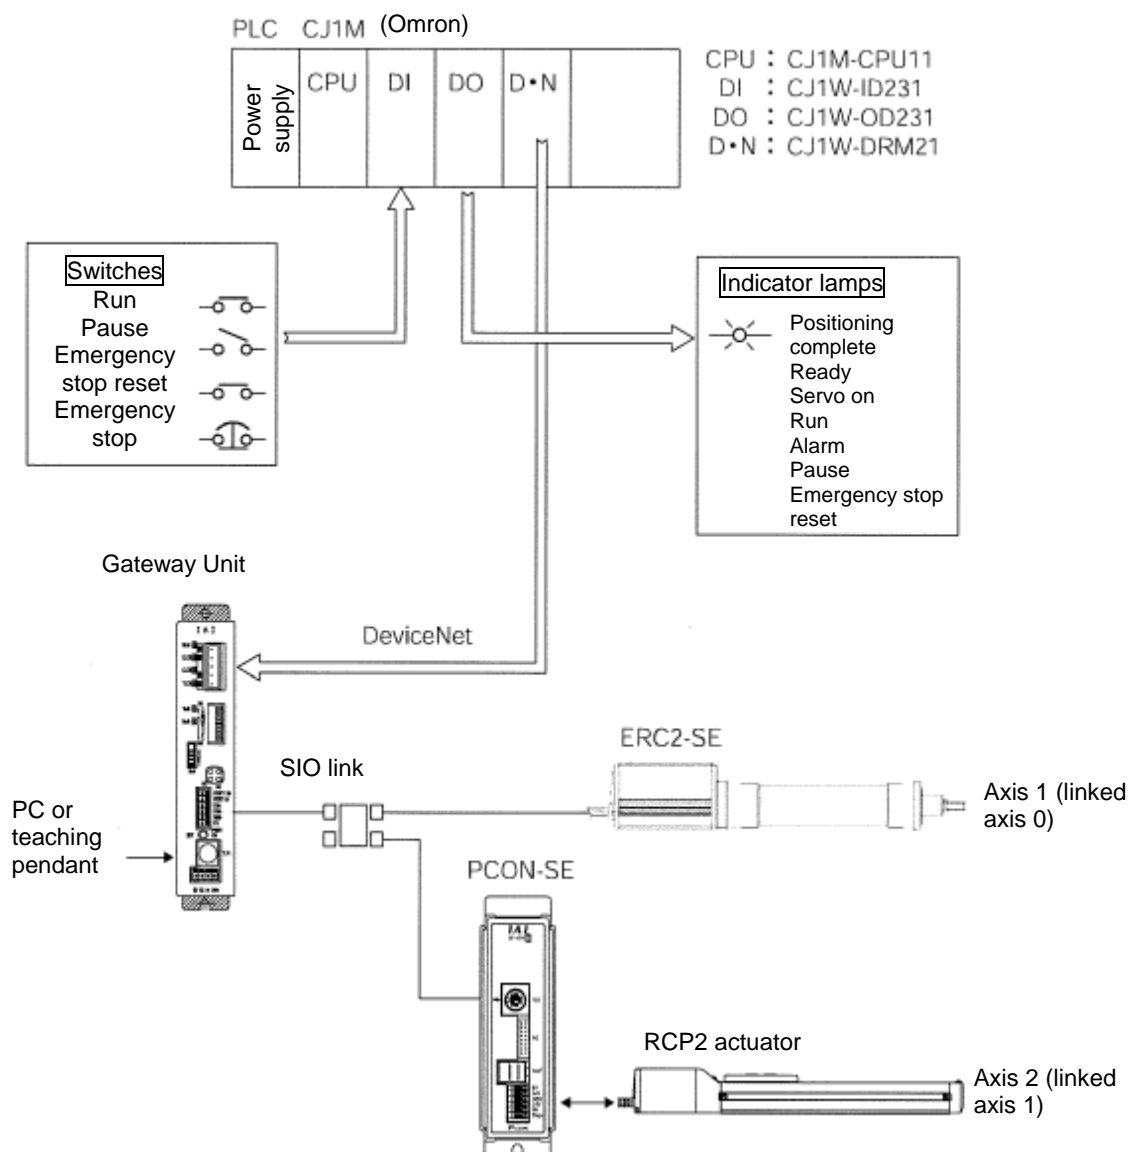 PLC CJ1M (Omron)
Power supply
CPU
DI
DO
D•N
CPU : CJ1M-CPU11
DI : CJ1W-ID231
DO : CJ1W-OD231
D•N : CJ1W-DRM21
Switches
Run
Pause
Emergency
stop reset
Emergency
stop
Indicator lamps
Positioning
complete
Ready
Servo on
Run
Alarm
Pause
Emergency stop
reset
Gateway Unit
IAI
DeviceNet
SIO link
ERC2-SE
Axis 1 (linked
axis 0)
PC or
teaching
pendant
PCON-SE
IAI
RCP2 actuator
Axis 2 (linked
axis 1)